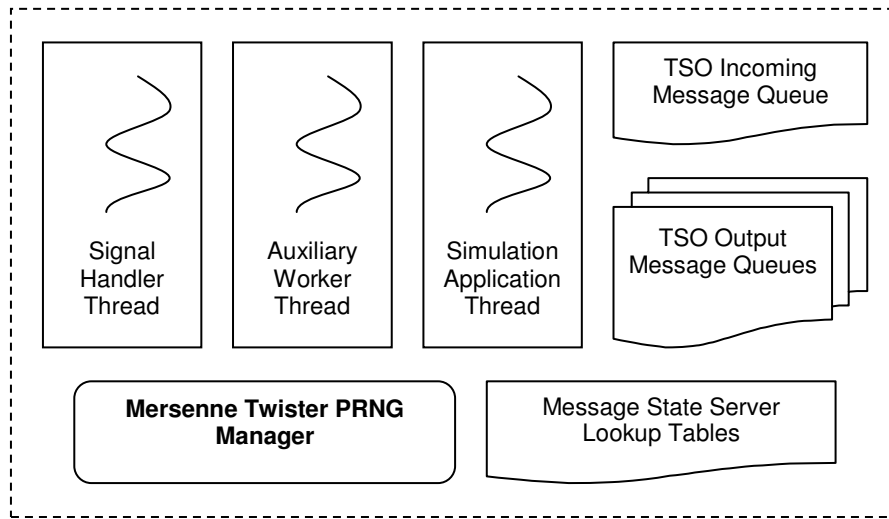 TSO Incoming
Message Queue
Signal
Handler
Thread
Auxiliary
Worker
Thread
Simulation
Application
Thread
TSO Output
Message Queues
Mersenne Twister PRNG
Manager
Message State Server
Lookup Tables